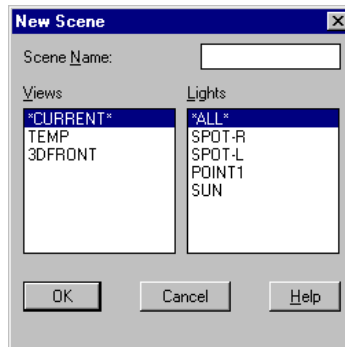 New Scene
Scene Name:
Views Lights
*CURRENT* *ALL*
TEMP SPOT-R
3DFRONT SPOT-L
POINT1
SUN
OK Cancel Help